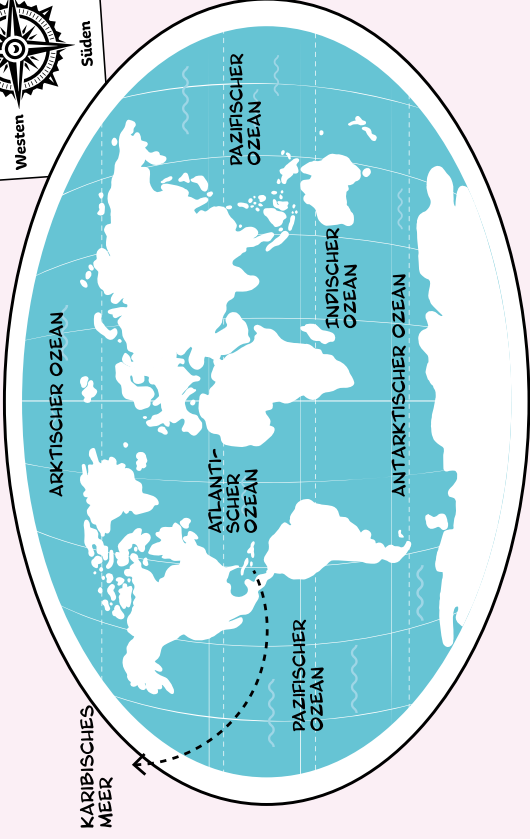 Westen
Süden
ARKTISCHER OZEAN
PAZIFISCHER
OZEAN
ATLANTI-
SCHER
OZEAN
INDISCHER
OZEAN
ANTARKTISCHER OZEAN
PAZIFISCHER
OZEAN
KARIBISCHES
MEER